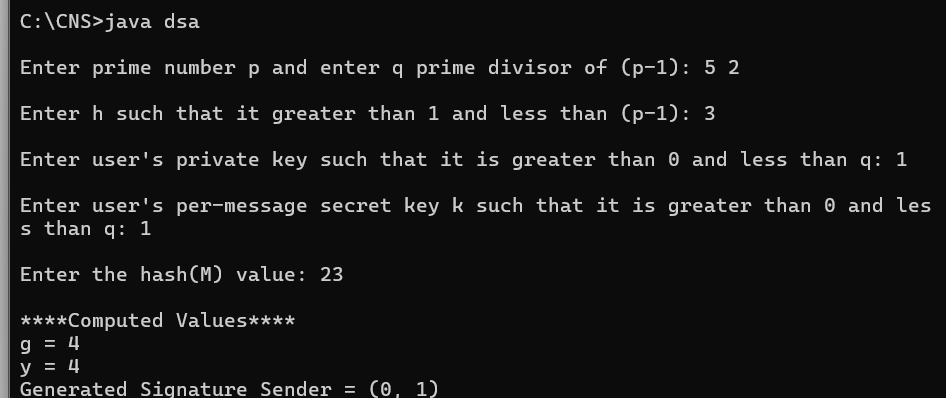 C:\CNS>java dsa
Enter prime number p and enter q prime divisor of (p-1): 5 2
Enter h such that it greater than 1 and less than (p-1): 3
Enter user's private key such that it is greater than 0 and less than q: 1
Enter user's per-message secret key k such that it is greater than 0 and les
s than q: 1
Enter the hash(M) value: 23
****Computed Values****
g = 4
y = 4
Generated Signature Sender = (0, 1)